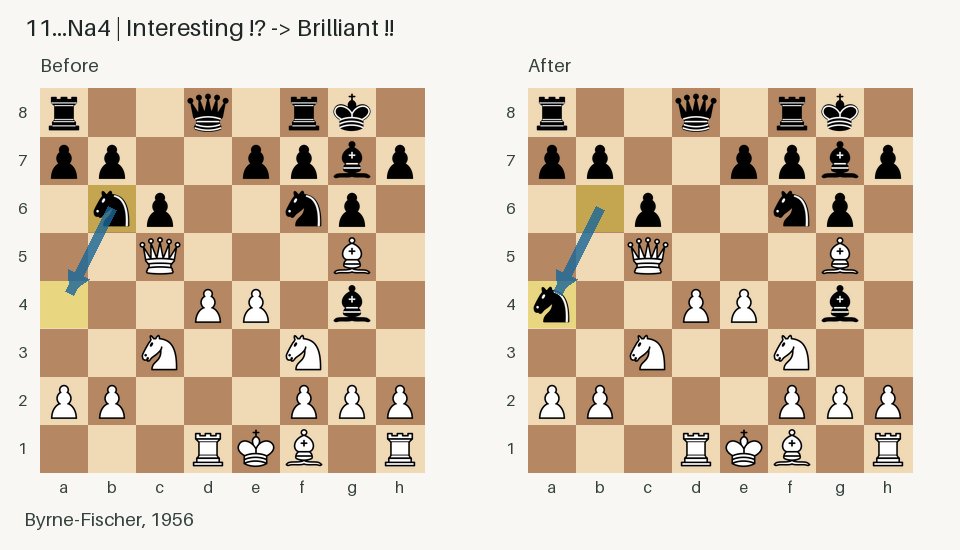 11...Na4 | Interesting !? -> Brilliant !!
Before
After
8
7
6
5
4
3
2
1
a b c d e f g h
8
7
6
5
4
3
2
1
a b c d e f g h
Byrne-Fischer, 1956